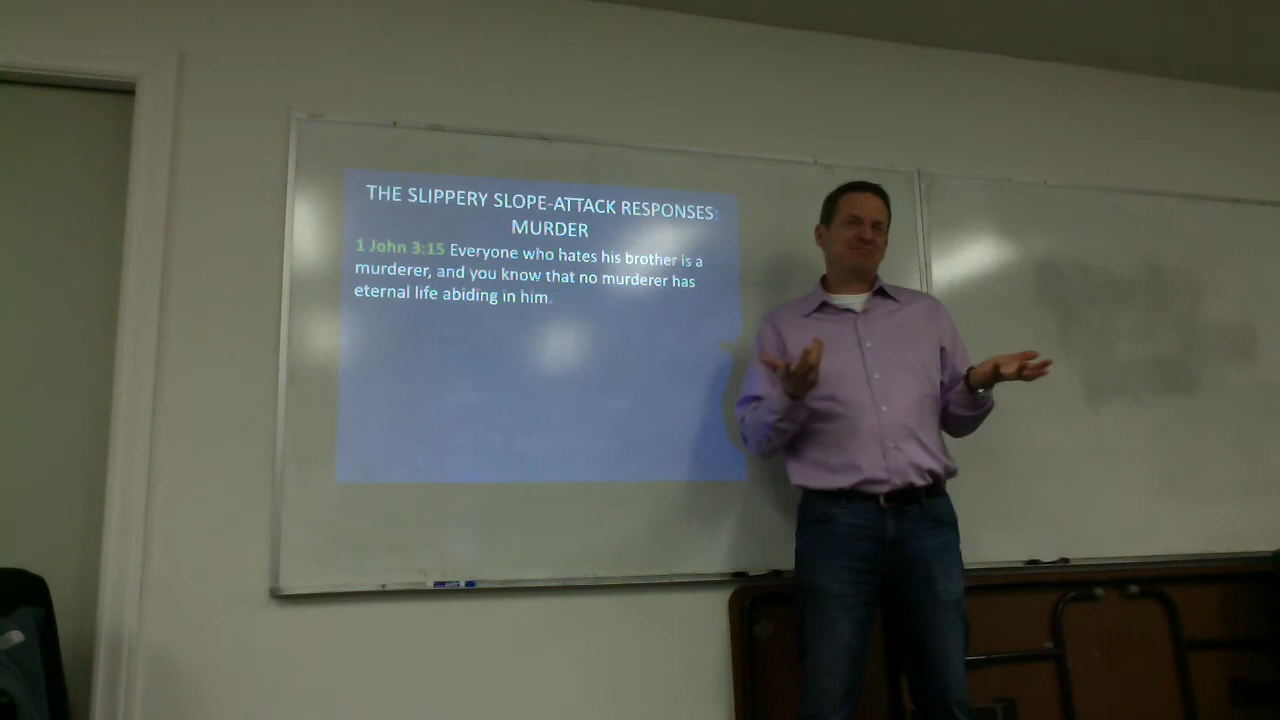 THE SLIPPERY SLOPE-ATTACK RESPONSES:
MURDER
1 John 3:15 Everyone who hates his brother is a
murderer, and you know that no murderer has
eternal life abiding in him.